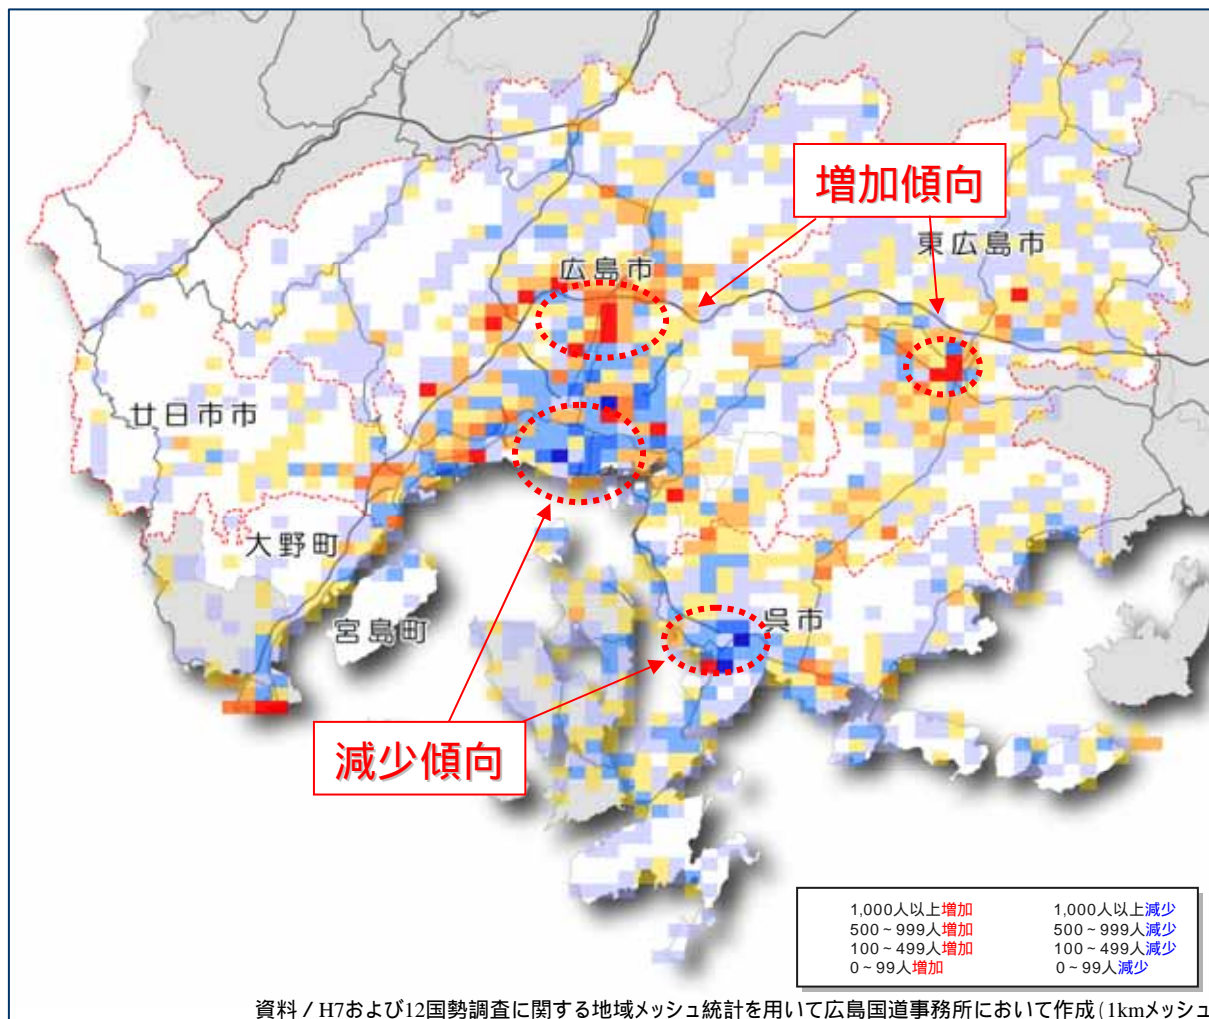 増加傾向
東広島市
広島市
廿日市市
大野町
宮島町
呉市
減少傾向
1,000人以上増加 1,000人以上減少
500~999人増加 500~999人減少
100~499人増加 100~499人減少
0~99人増加 0~99人減少
資料/H7および12国勢調査に関する地域メッシュ統計を用いて広島国道事務所において作成(1kmメッシュ